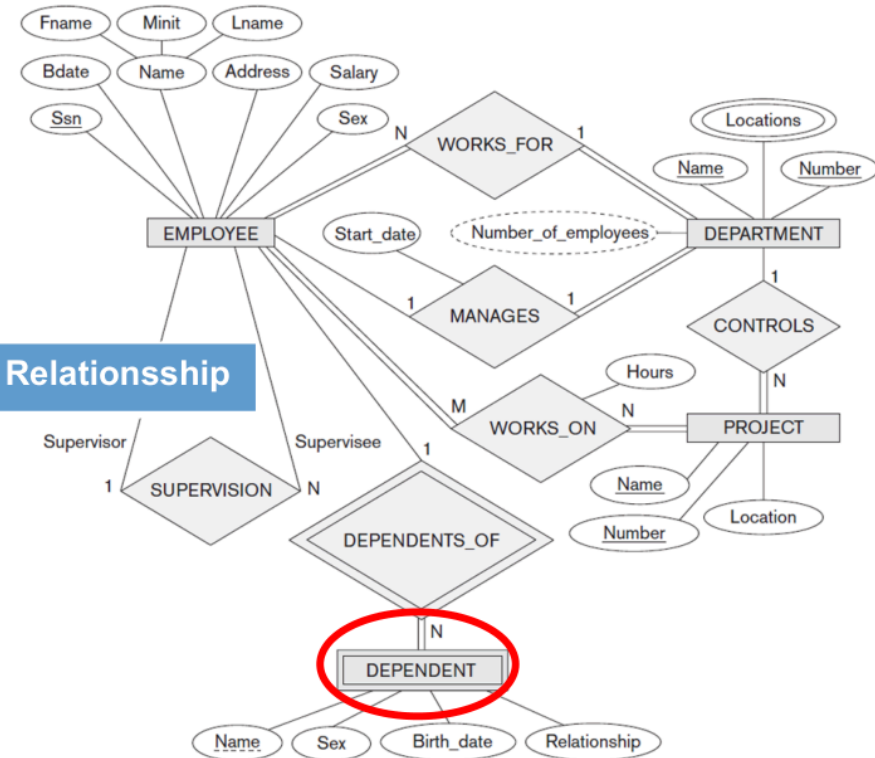 Fname Minit Lname
Bdate Name Address Salary
Ssn Sex
N WORKS_FOR 1
Locations
Name Number
EMPLOYEE Start_date Number_of_employees DEPARTMENT
1 MANAGES 1
1
CONTROLS
N
Relationsship
Hours
M WORKS_ON N PROJECT
Supervisor Supervisee 1
1 SUPERVISION N
Name
Number Location
DEPENDENTS_OF
N
DEPENDENT
Name Sex Birth_date Relationship